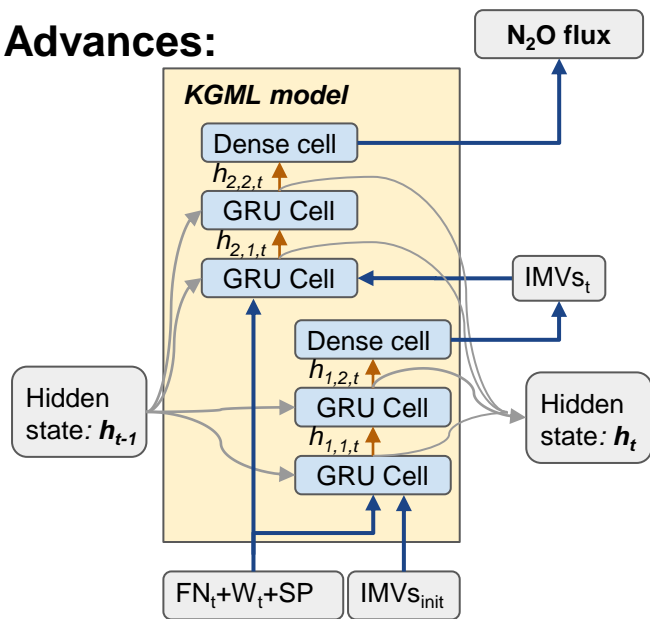 Advances:
N₂O flux
KGML model
Dense cell
h₂,₂,ₜ
GRU Cell
h₂,₁,ₜ
GRU Cell
IMVsₜ
Dense cell
h₁,₂,ₜ
Hidden
state: hₜ₋₁
GRU Cell
Hidden
state: hₜ
h₁,₁,ₜ
GRU Cell
FNₜ+Wₜ+SP
IMVs_init